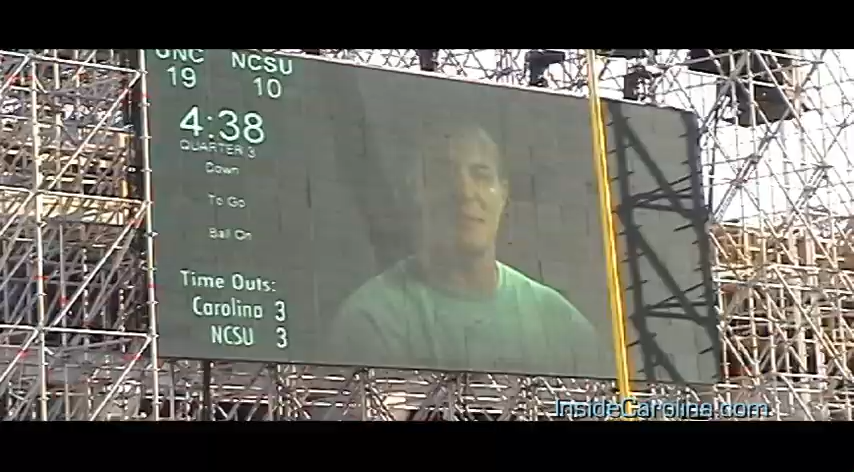 UNC NCSU
19 10
4:38
QUARTER 3
Down
To Go
Ball On
Time Outs:
Carolina 3
NCSU 3
InsideCarolina.com